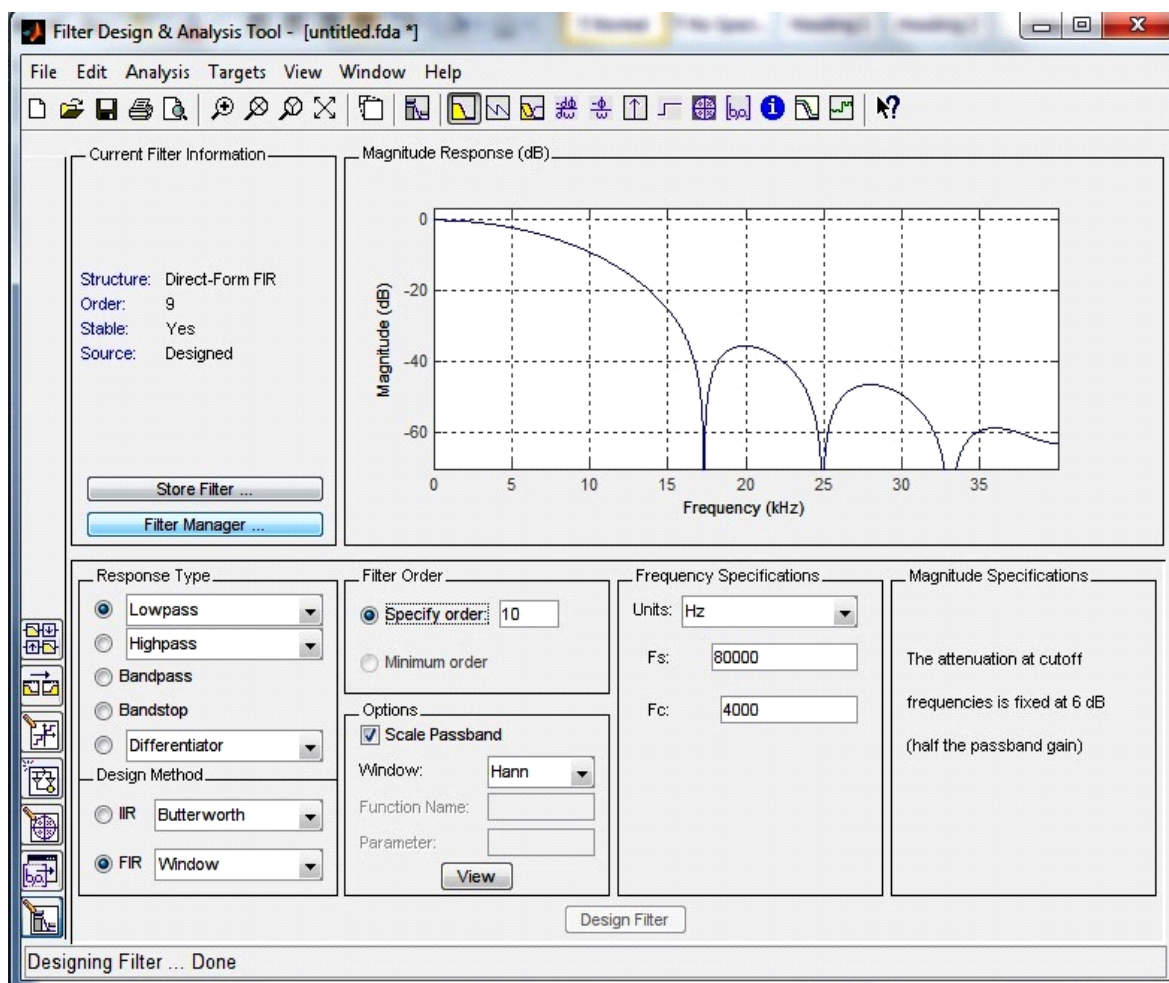 Filter Design & Analysis Tool - [untitled.fda *]
File Edit Analysis Targets View Window Help
Current Filter Information
Structure: Direct-Form FIR
Order: 9
Stable: Yes
Source: Designed
Store Filter ...
Filter Manager ...
Magnitude Response (dB)
Magnitude (dB)
0
-20
-40
-60
0 5 10 15 20 25 30 35
Frequency (kHz)
Response Type
Lowpass
Highpass
Bandpass
Bandstop
Differentiator
Design Method
IIR Butterworth
FIR Window
Filter Order
Specify order: 10
Minimum order
Options
Scale Passband
Window: Hann
Function Name:
Parameter:
View
Frequency Specifications
Units: Hz
Fs: 80000
Fc: 4000
Magnitude Specifications
The attenuation at cutoff
frequencies is fixed at 6 dB
(half the passband gain)
Design Filter
Designing Filter ... Done